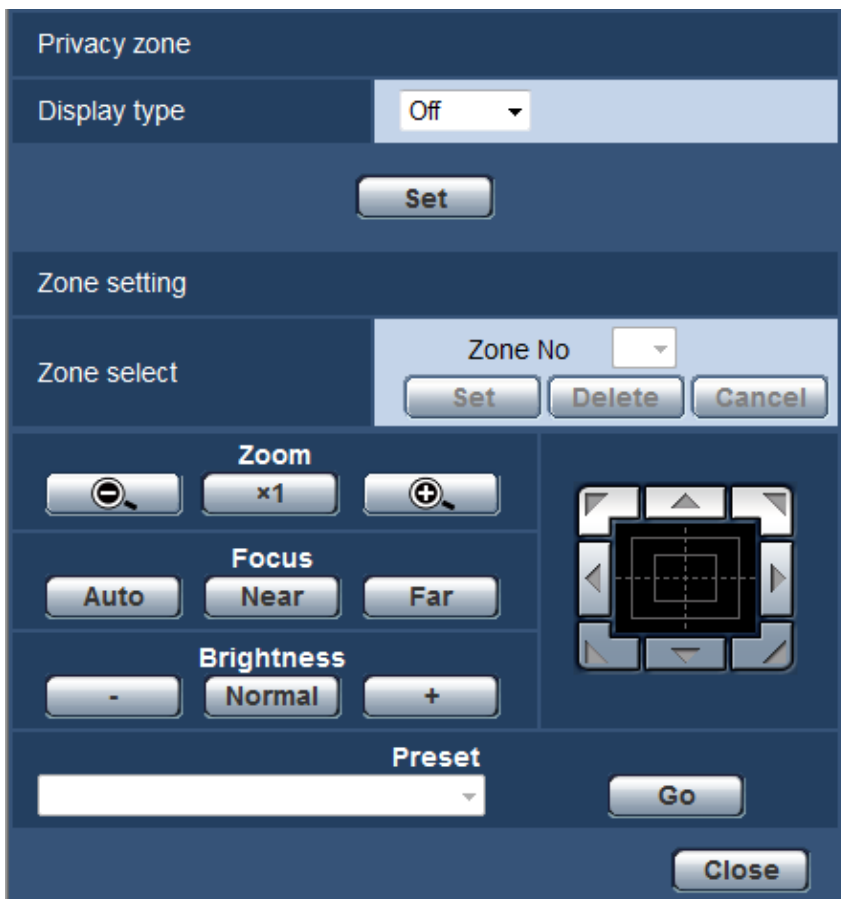 Privacy zone
Display type Off
Set
Zone setting
Zone No
Zone select
Set Delete Cancel
Zoom
×1
Focus
Auto Near Far
Brightness
- Normal +
Preset
Go
Close